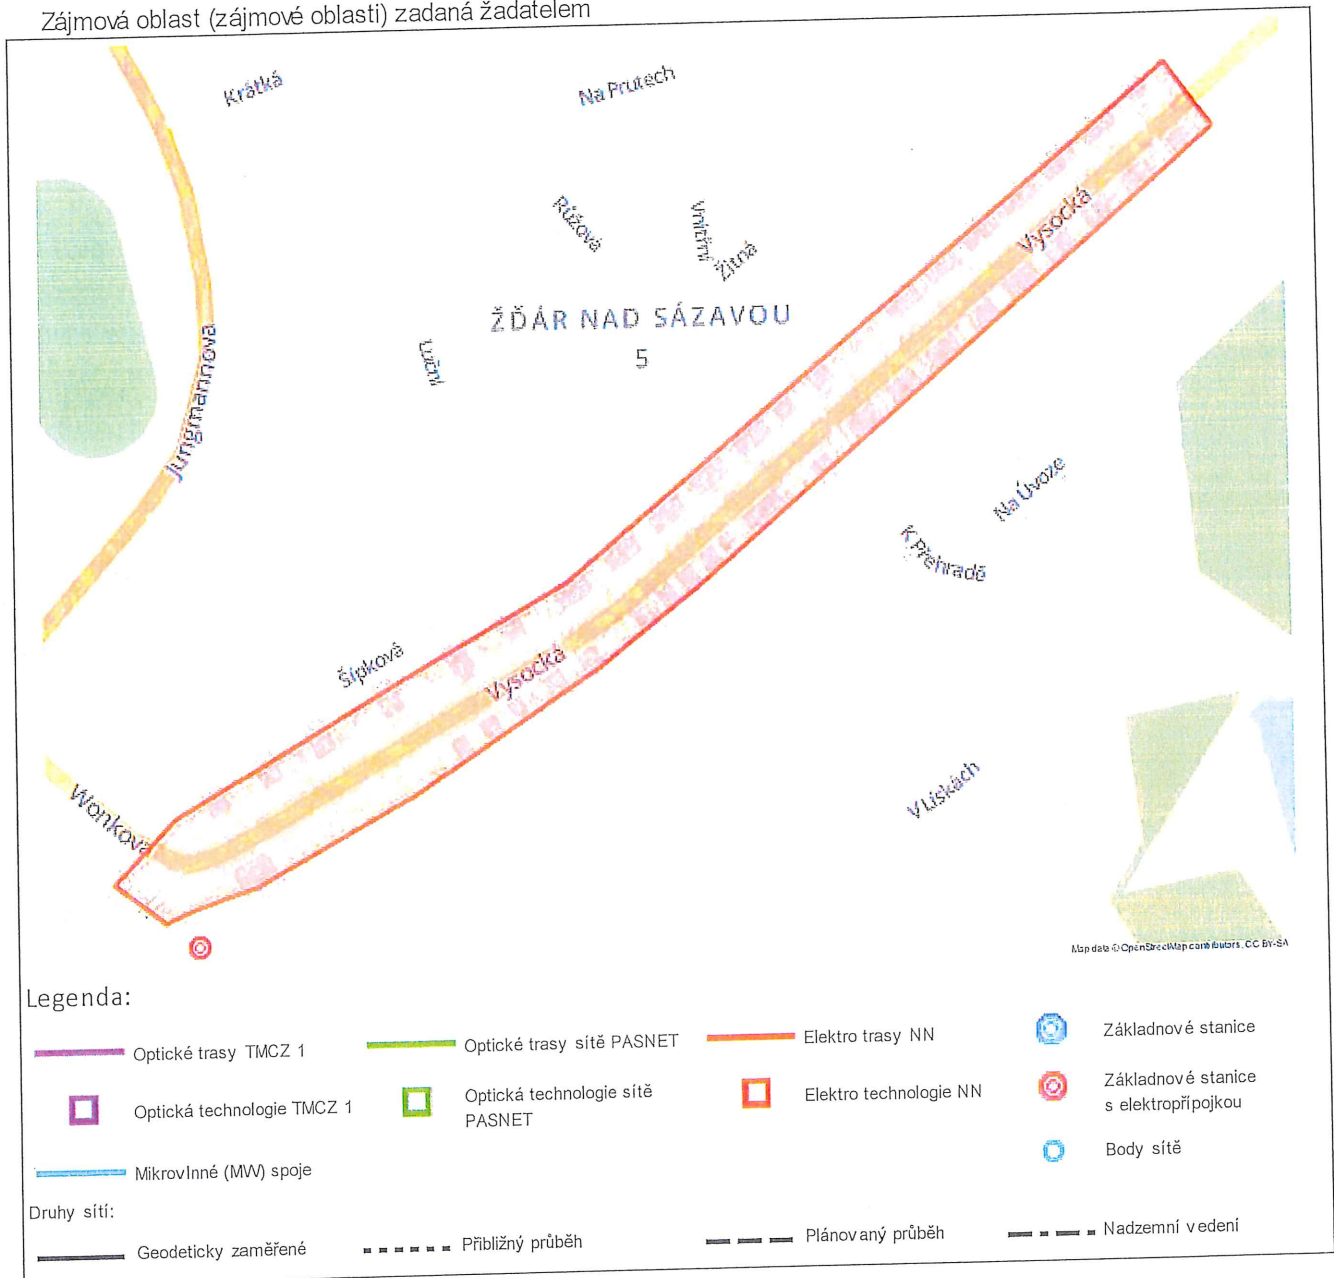 Zájmová oblast (zájmové oblasti) zadaná žadatelem
Krátká
Na Prutech
Růžová
Vnitřní
Žitná
Vysocká
ŽĎÁR NAD SÁZAVOU
5
Luční
Jungmannova
Na Úvoze
K Přehradě
Šípková
Vysocká
Wonkova
V Lískách
Map data © OpenStreetMap contributors, CC BY-SA
Legenda:
Optické trasy TMCZ 1
Optické trasy sítě PASNET
Elektro trasy NN
Základnové stanice
Optická technologie TMCZ 1
Optická technologie sítě
PASNET
Elektro technologie NN
Základnové stanice
s elektropřípojkou
Mikrovlnné (MW) spoje
Body sítě
Druhy sítí:
Geodeticky zaměřené
Přibližný průběh
Plánovaný průběh
Nadzemní vedení